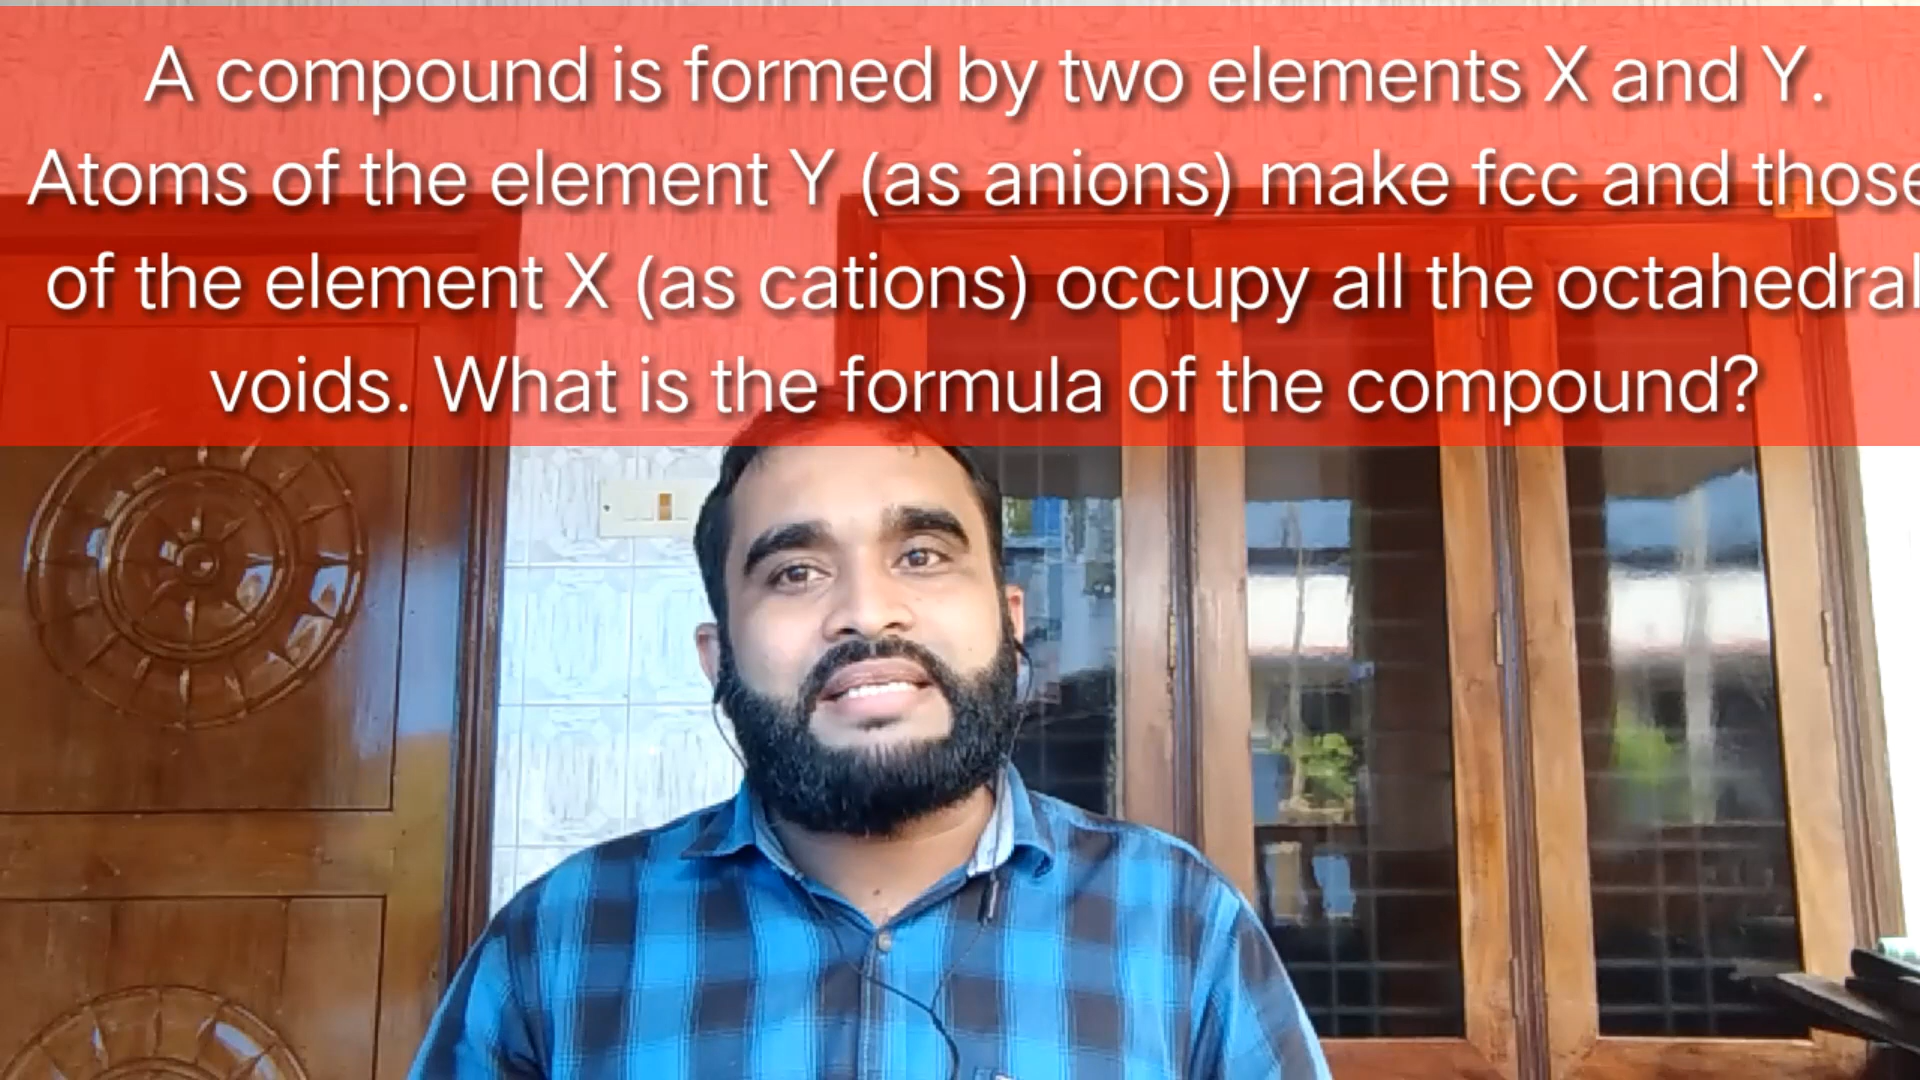 A compound is formed by two elements X and Y.
Atoms of the element Y (as anions) make fcc and those
of the element X (as cations) occupy all the octahedral
voids. What is the formula of the compound?